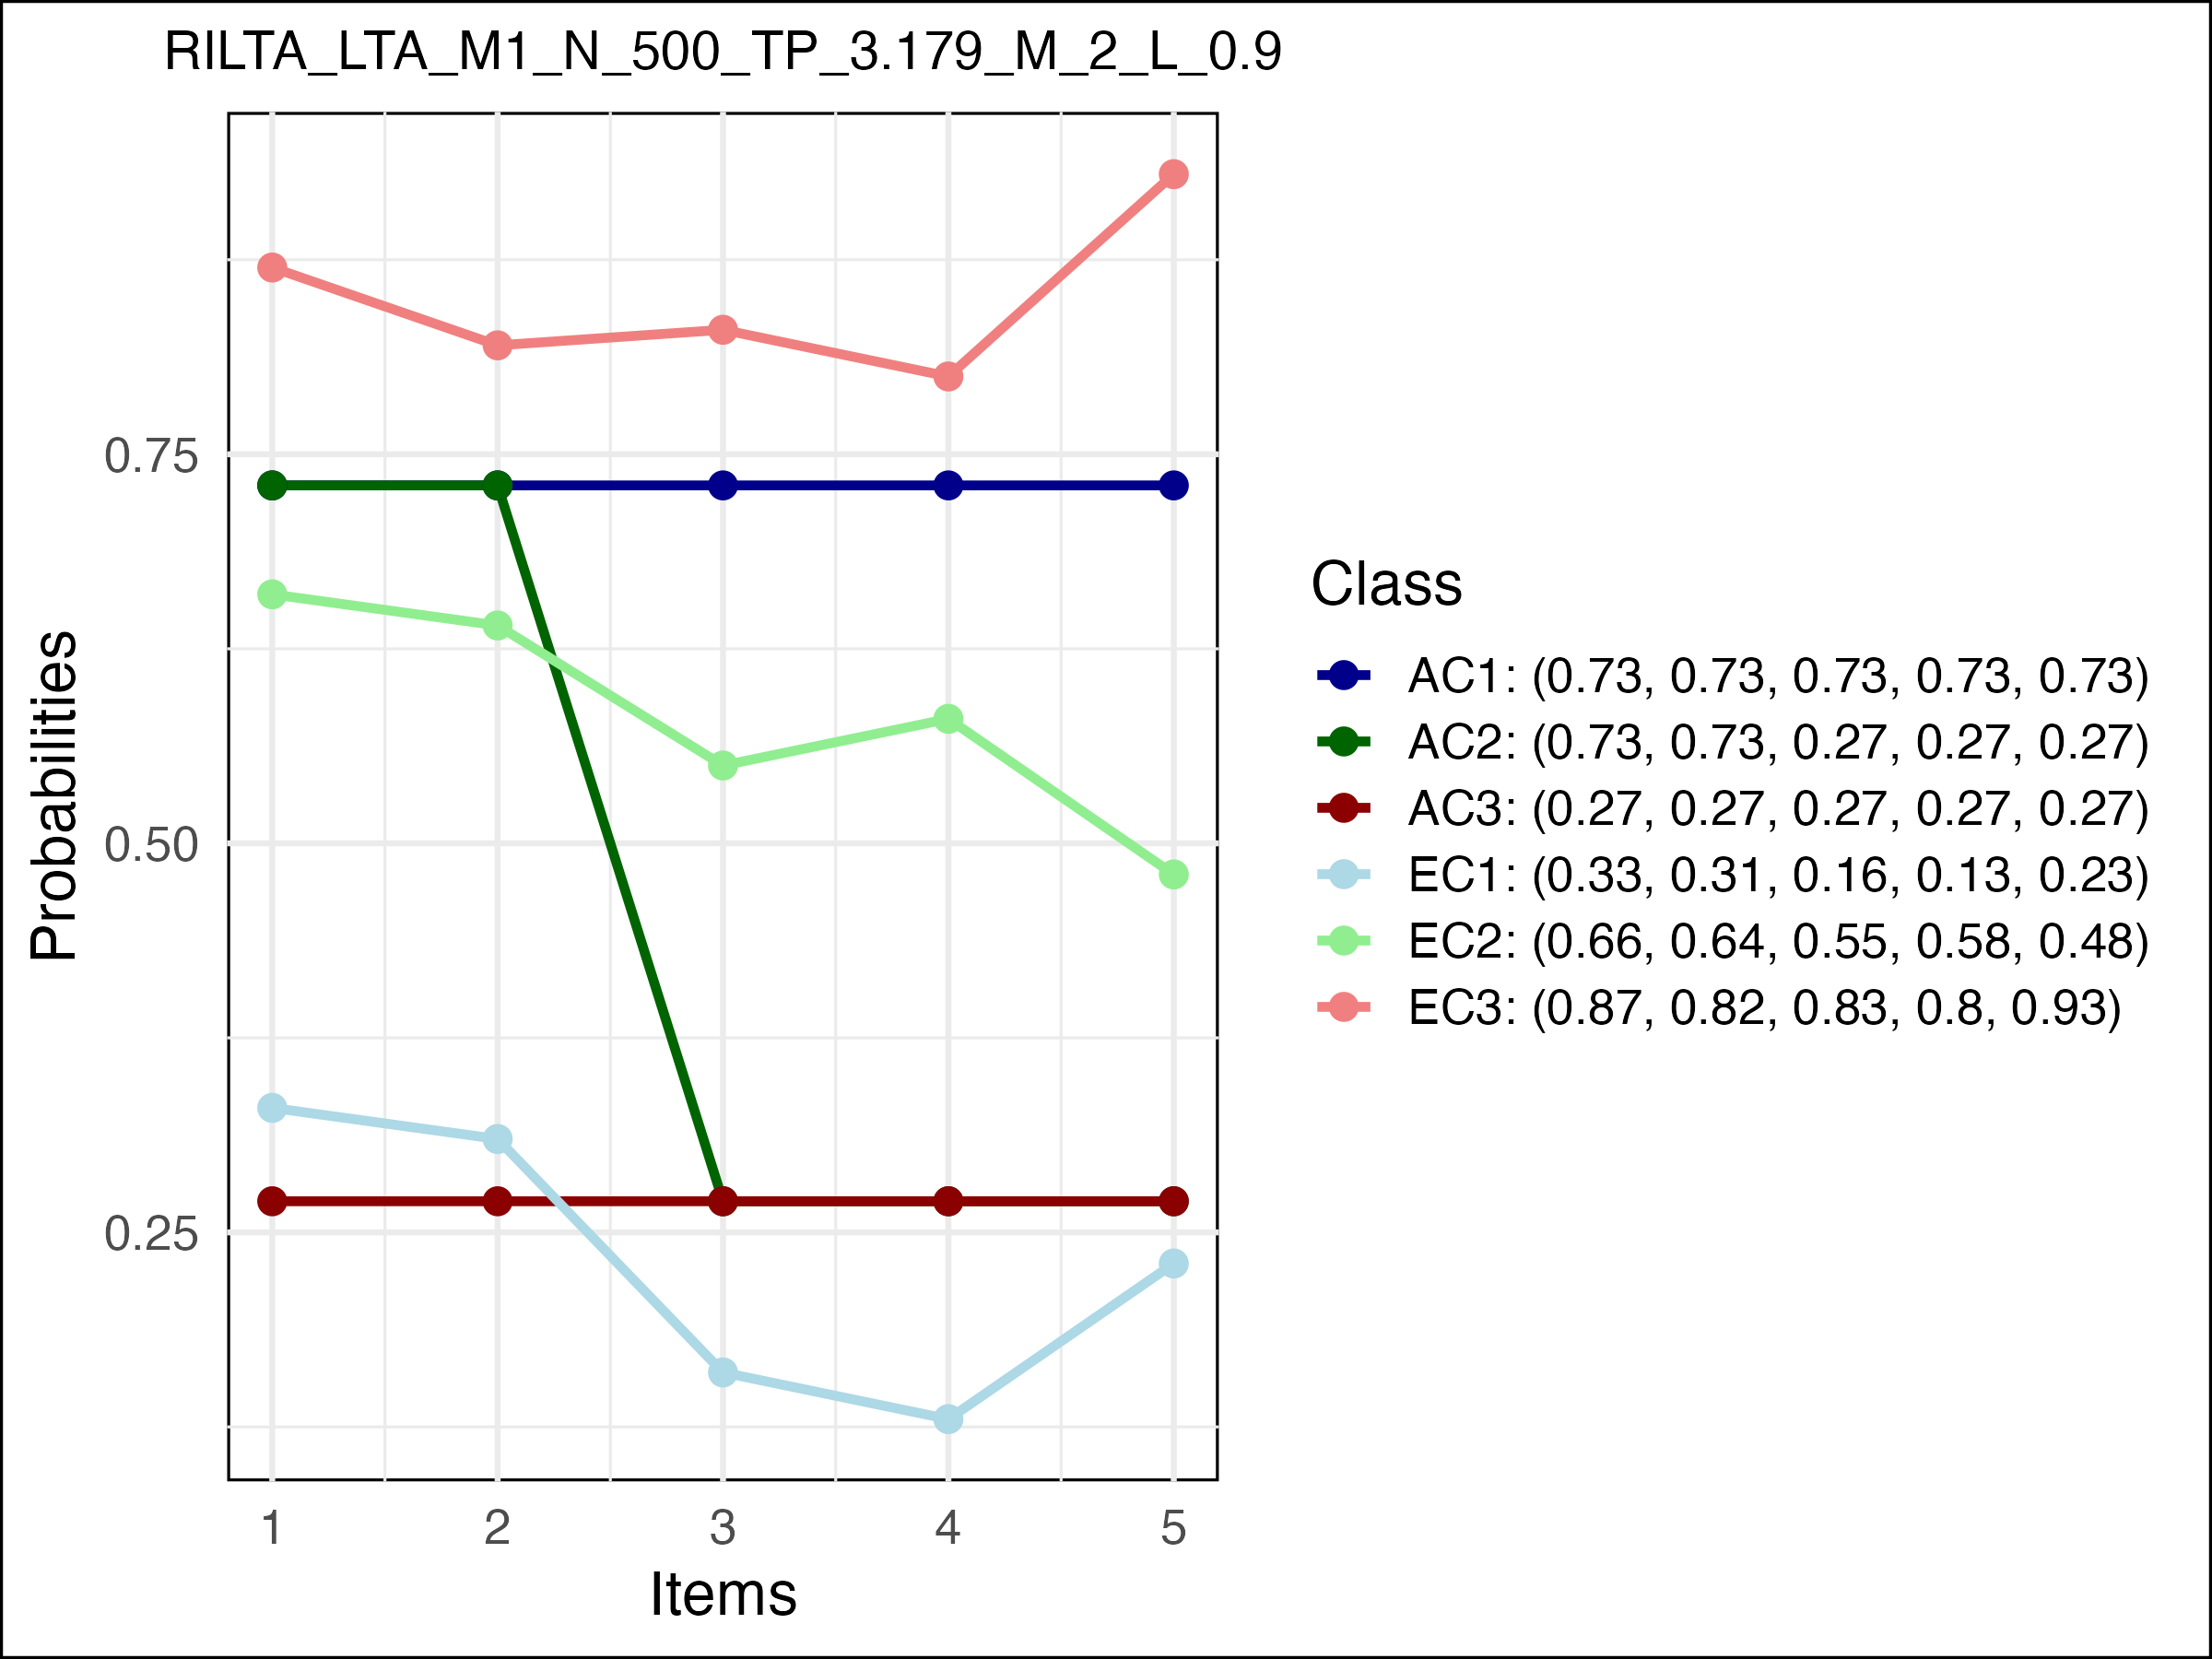 RILTA_LTA_M1_N_500_TP_3.179_M_2_L_0.9
Probabilities
0.75
0.50
0.25
1 2 3 4 5
Items
Class
AC1: (0.73, 0.73, 0.73, 0.73, 0.73)
AC2: (0.73, 0.73, 0.27, 0.27, 0.27)
AC3: (0.27, 0.27, 0.27, 0.27, 0.27)
EC1: (0.33, 0.31, 0.16, 0.13, 0.23)
EC2: (0.66, 0.64, 0.55, 0.58, 0.48)
EC3: (0.87, 0.82, 0.83, 0.8, 0.93)